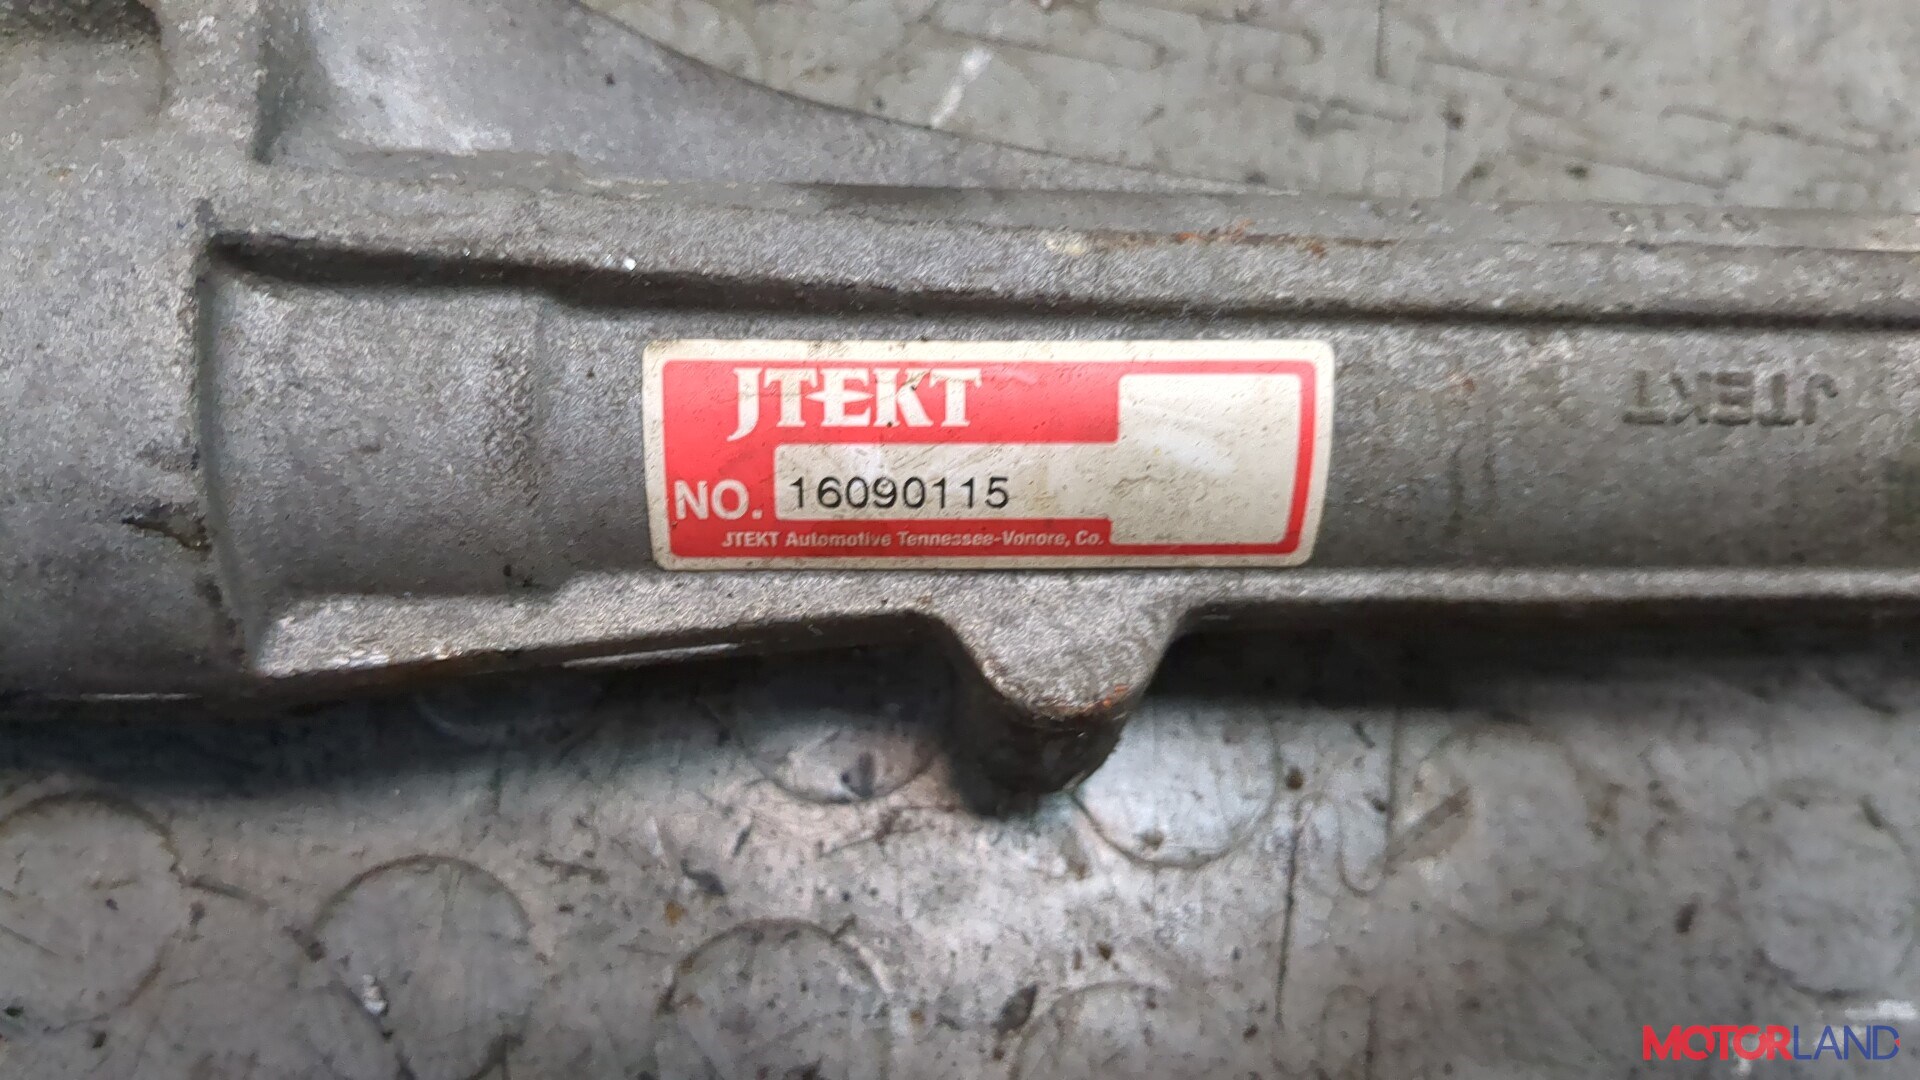 JTEKT
NO. 16090115
JTEKT Automotive Tennessee-Vonore, Co.
JTEKT
MOTORLAND